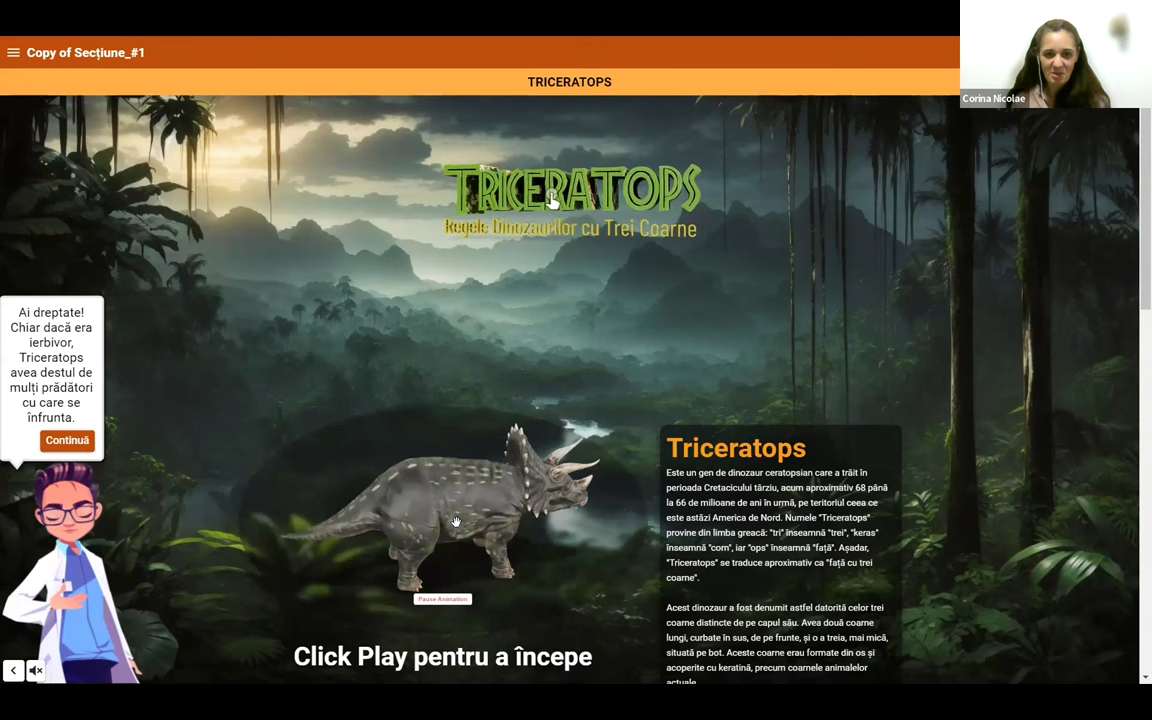 Copy of Secțiune_#1
TRICERATOPS
Corina Nicolae
TRICERATOPS
Regele Dinozaurilor cu Trei Coarne
Ai dreptate!
Chiar dacă era
ierbivor,
Triceratops
avea destul de
mulți prădători
cu care se
înfrunta.
Continuă
Triceratops
Este un gen de dinozaur ceratopsian care a trăit în
perioada Cretacicului târziu, acum aproximativ 68 până
la 66 de milioane de ani în urmă, pe teritoriul ceea ce
este astăzi America de Nord. Numele "Triceratops"
provine din limba greacă: "tri" înseamnă "trei", "keras"
înseamnă "corn", iar "ops" înseamnă "față". Așadar,
"Triceratops" se traduce aproximativ ca "față cu trei
coarne".
Acest dinozaur a fost denumit astfel datorită celor trei
coarne distincte de pe capul său. Avea două coarne
lungi, curbate în sus, de pe frunte, și o a treia, mai mică,
situată pe bot. Aceste coarne erau formate din os și
acoperite cu keratină, precum coarnele animalelor
actuale.
Pause Animation
Click Play pentru a începe